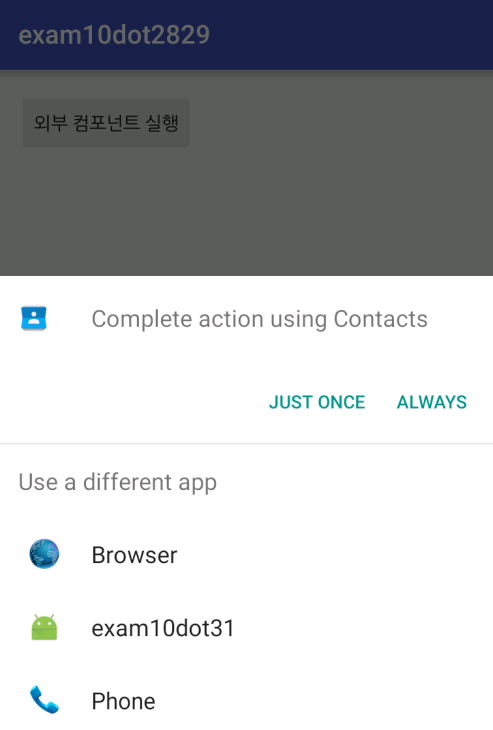 exam10dot2829
외부 컴포넌트 실행
Complete action using Contacts
JUST ONCE ALWAYS
Use a different app
Browser
exam10dot31
Phone